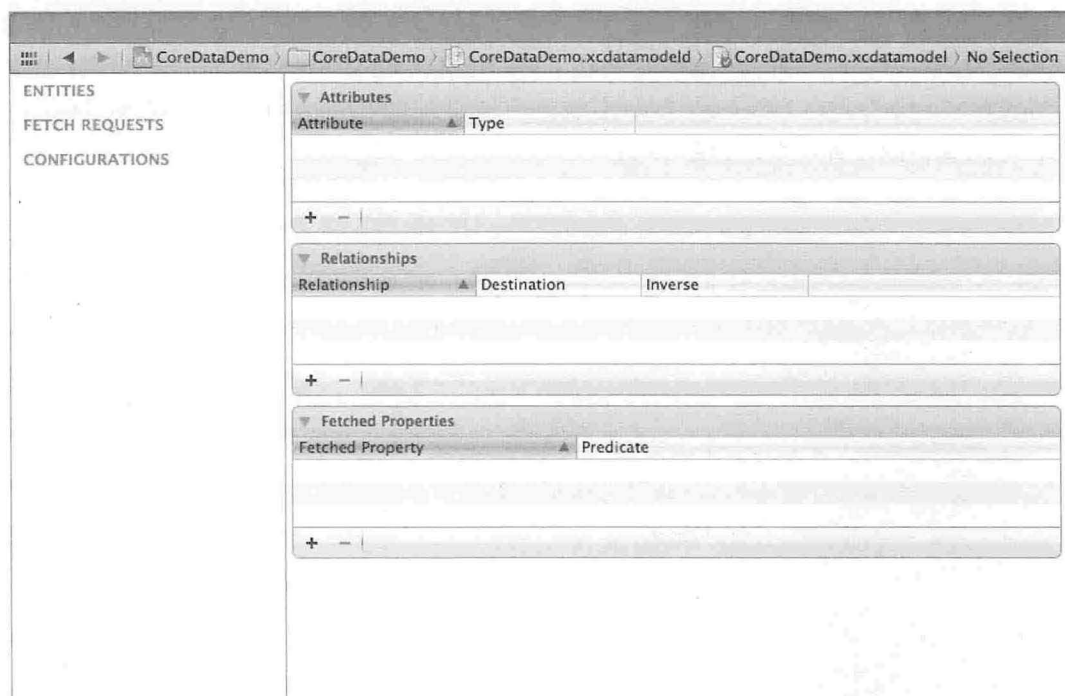 CoreDataDemo 〉 CoreDataDemo 〉 CoreDataDemo.xcdatamodeld 〉 CoreDataDemo.xcdatamodel 〉 No Selection
ENTITIES
FETCH REQUESTS
CONFIGURATIONS
Attributes
Attribute Type
+ −
Relationships
Relationship Destination Inverse
+ −
Fetched Properties
Fetched Property Predicate
+ −